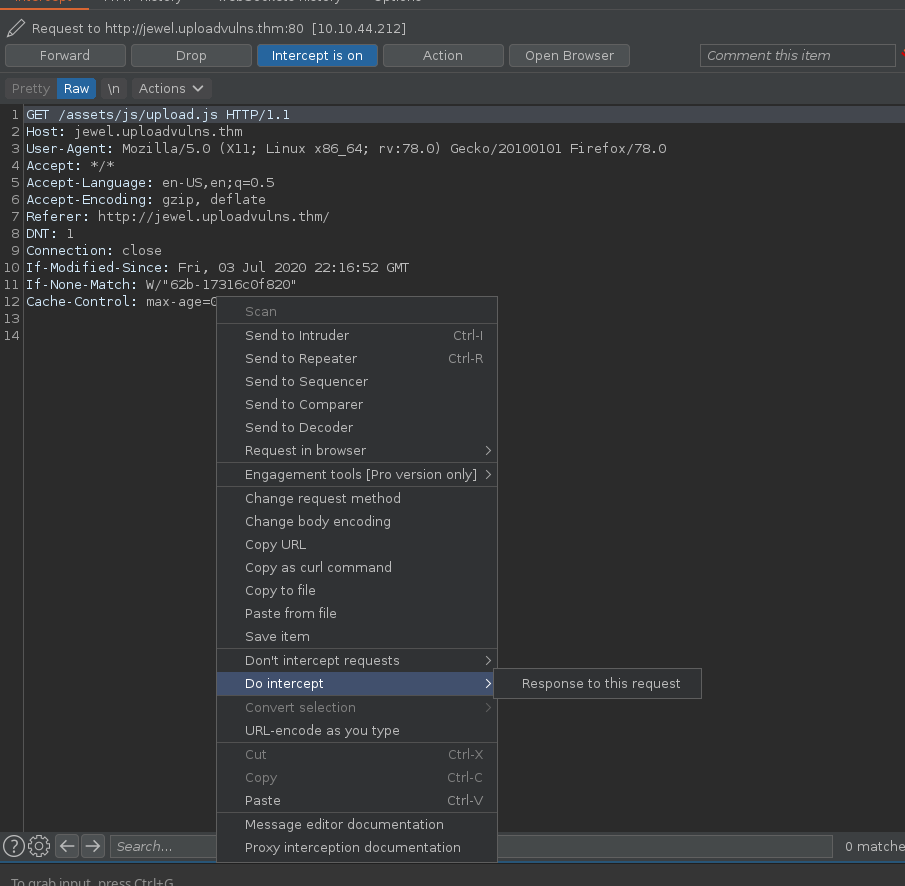 Request to http://jewel.uploadvulns.thm:80 [10.10.44.212]
Forward Drop Intercept is on Action Open Browser Comment this item
Pretty Raw \n Actions
1 GET /assets/js/upload.js HTTP/1.1
2 Host: jewel.uploadvulns.thm
3 User-Agent: Mozilla/5.0 (X11; Linux x86_64; rv:78.0) Gecko/20100101 Firefox/78.0
4 Accept: */*
5 Accept-Language: en-US,en;q=0.5
6 Accept-Encoding: gzip, deflate
7 Referer: http://jewel.uploadvulns.thm/
8 DNT: 1
9 Connection: close
10 If-Modified-Since: Fri, 03 Jul 2020 22:16:52 GMT
11 If-None-Match: W/"62b-17316c0f820"
12 Cache-Control: max-age=0
13
14
Scan
Send to Intruder Ctrl-I
Send to Repeater Ctrl-R
Send to Sequencer
Send to Comparer
Send to Decoder
Request in browser
Engagement tools [Pro version only]
Change request method
Change body encoding
Copy URL
Copy as curl command
Copy to file
Paste from file
Save item
Don't intercept requests
Do intercept
Response to this request
Convert selection
URL-encode as you type
Cut Ctrl-X
Copy Ctrl-C
Paste Ctrl-V
Message editor documentation
Proxy interception documentation
Search... 0 matche
To grab input, press Ctrl+G